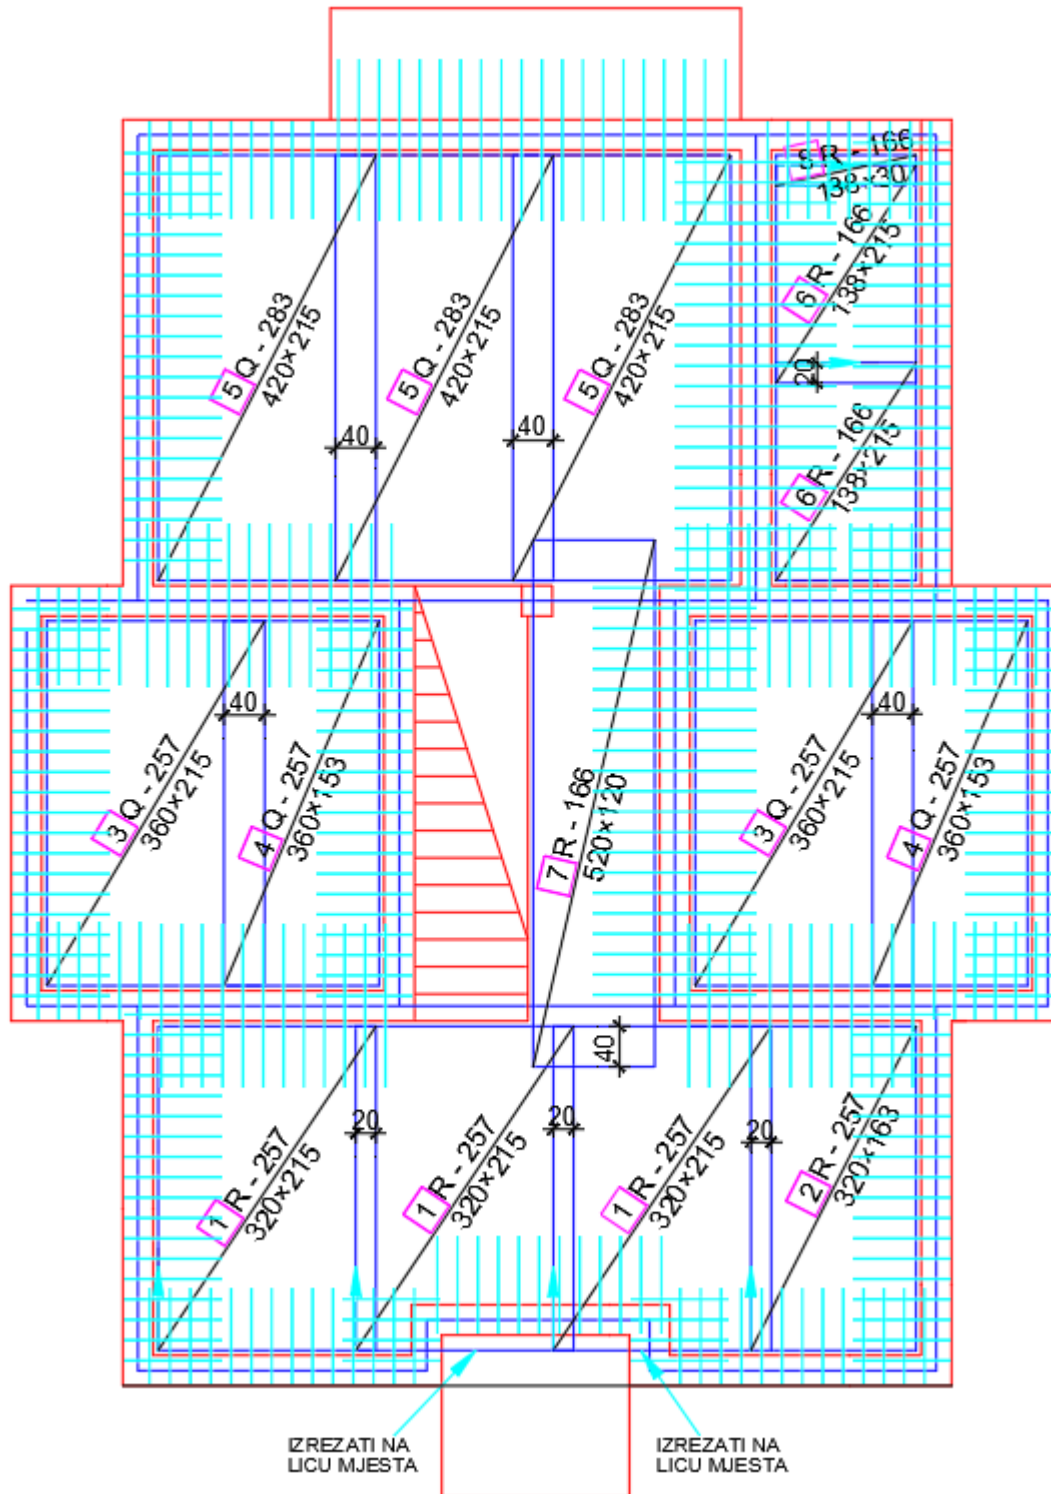 8 R - 166
138×30
6 R - 166
138×215
20
5 Q - 283
420×215
5 Q - 283
420×215
5 Q - 283
420×215
40
40
6 R - 166
138×215
3 Q - 257
360×215
40
4 Q - 257
360×153
7 R - 166
520×120
3 Q - 257
360×215
40
4 Q - 257
360×153
40
1 R - 257
320×215
20
1 R - 257
320×215
20
1 R - 257
320×215
20
2 R - 257
320×163
IZREZATI NA
LICU MJESTA
IZREZATI NA
LICU MJESTA